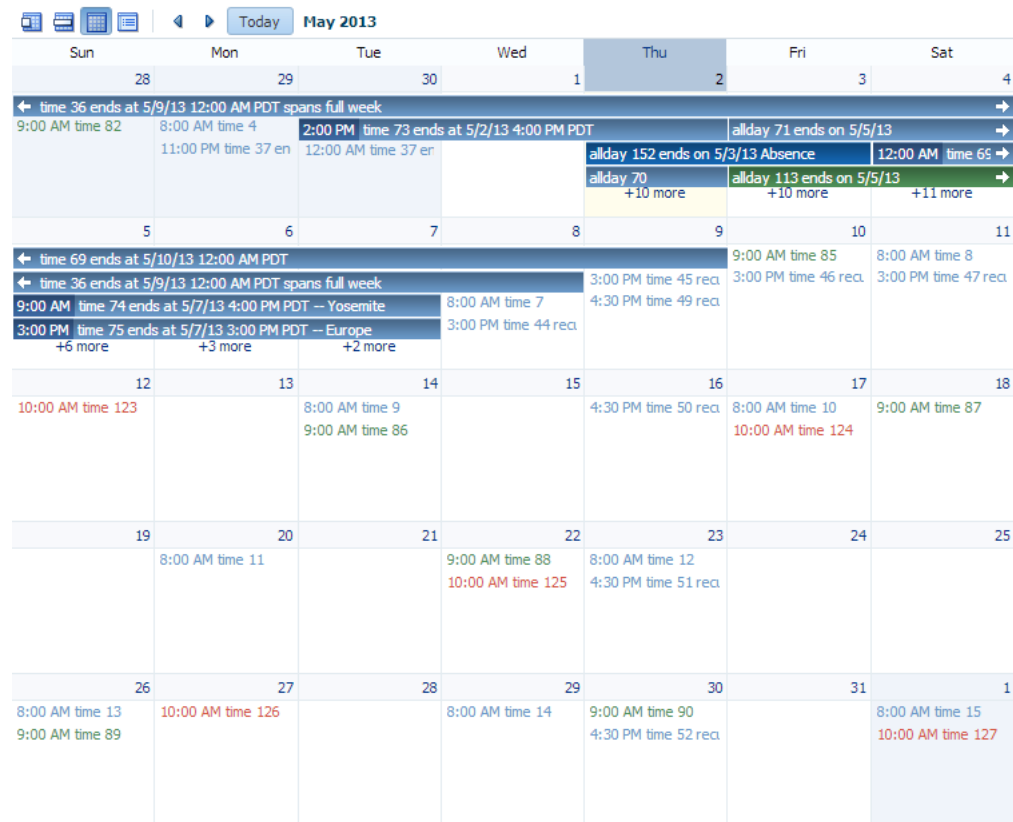 Today May 2013
Sun Mon Tue Wed Thu Fri Sat
28 29 30 1 2 3 4
time 36 ends at 5/9/13 12:00 AM PDT spans full week
9:00 AM time 82 8:00 AM time 4 2:00 PM time 73 ends at 5/2/13 4:00 PM PDT allday 71 ends on 5/5/13
11:00 PM time 37 en 12:00 AM time 37 er allday 152 ends on 5/3/13 Absence 12:00 AM time 69
allday 70 allday 113 ends on 5/5/13
+10 more +10 more +11 more
5 6 7 8 9 10 11
time 69 ends at 5/10/13 12:00 AM PDT 9:00 AM time 85 8:00 AM time 8
time 36 ends at 5/9/13 12:00 AM PDT spans full week 3:00 PM time 45 recu 3:00 PM time 46 recu 3:00 PM time 47 recu
9:00 AM time 74 ends at 5/7/13 4:00 PM PDT -- Yosemite 8:00 AM time 7 4:30 PM time 49 recu
3:00 PM time 75 ends at 5/7/13 3:00 PM PDT -- Europe 3:00 PM time 44 recu
+6 more +3 more +2 more
12 13 14 15 16 17 18
10:00 AM time 123 8:00 AM time 9 4:30 PM time 50 recu 8:00 AM time 10 9:00 AM time 87
9:00 AM time 86 10:00 AM time 124
19 20 21 22 23 24 25
8:00 AM time 11 9:00 AM time 88 8:00 AM time 12
10:00 AM time 125 4:30 PM time 51 recu
26 27 28 29 30 31 1
8:00 AM time 13 10:00 AM time 126 8:00 AM time 14 9:00 AM time 90 8:00 AM time 15
9:00 AM time 89 4:30 PM time 52 recu 10:00 AM time 127